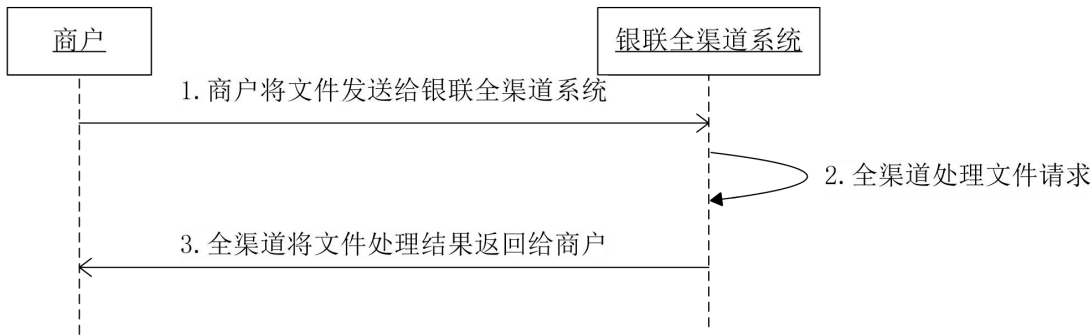 商户
银联全渠道系统
1.商户将文件发送给银联全渠道系统
2.全渠道处理文件请求
3.全渠道将文件处理结果返回给商户